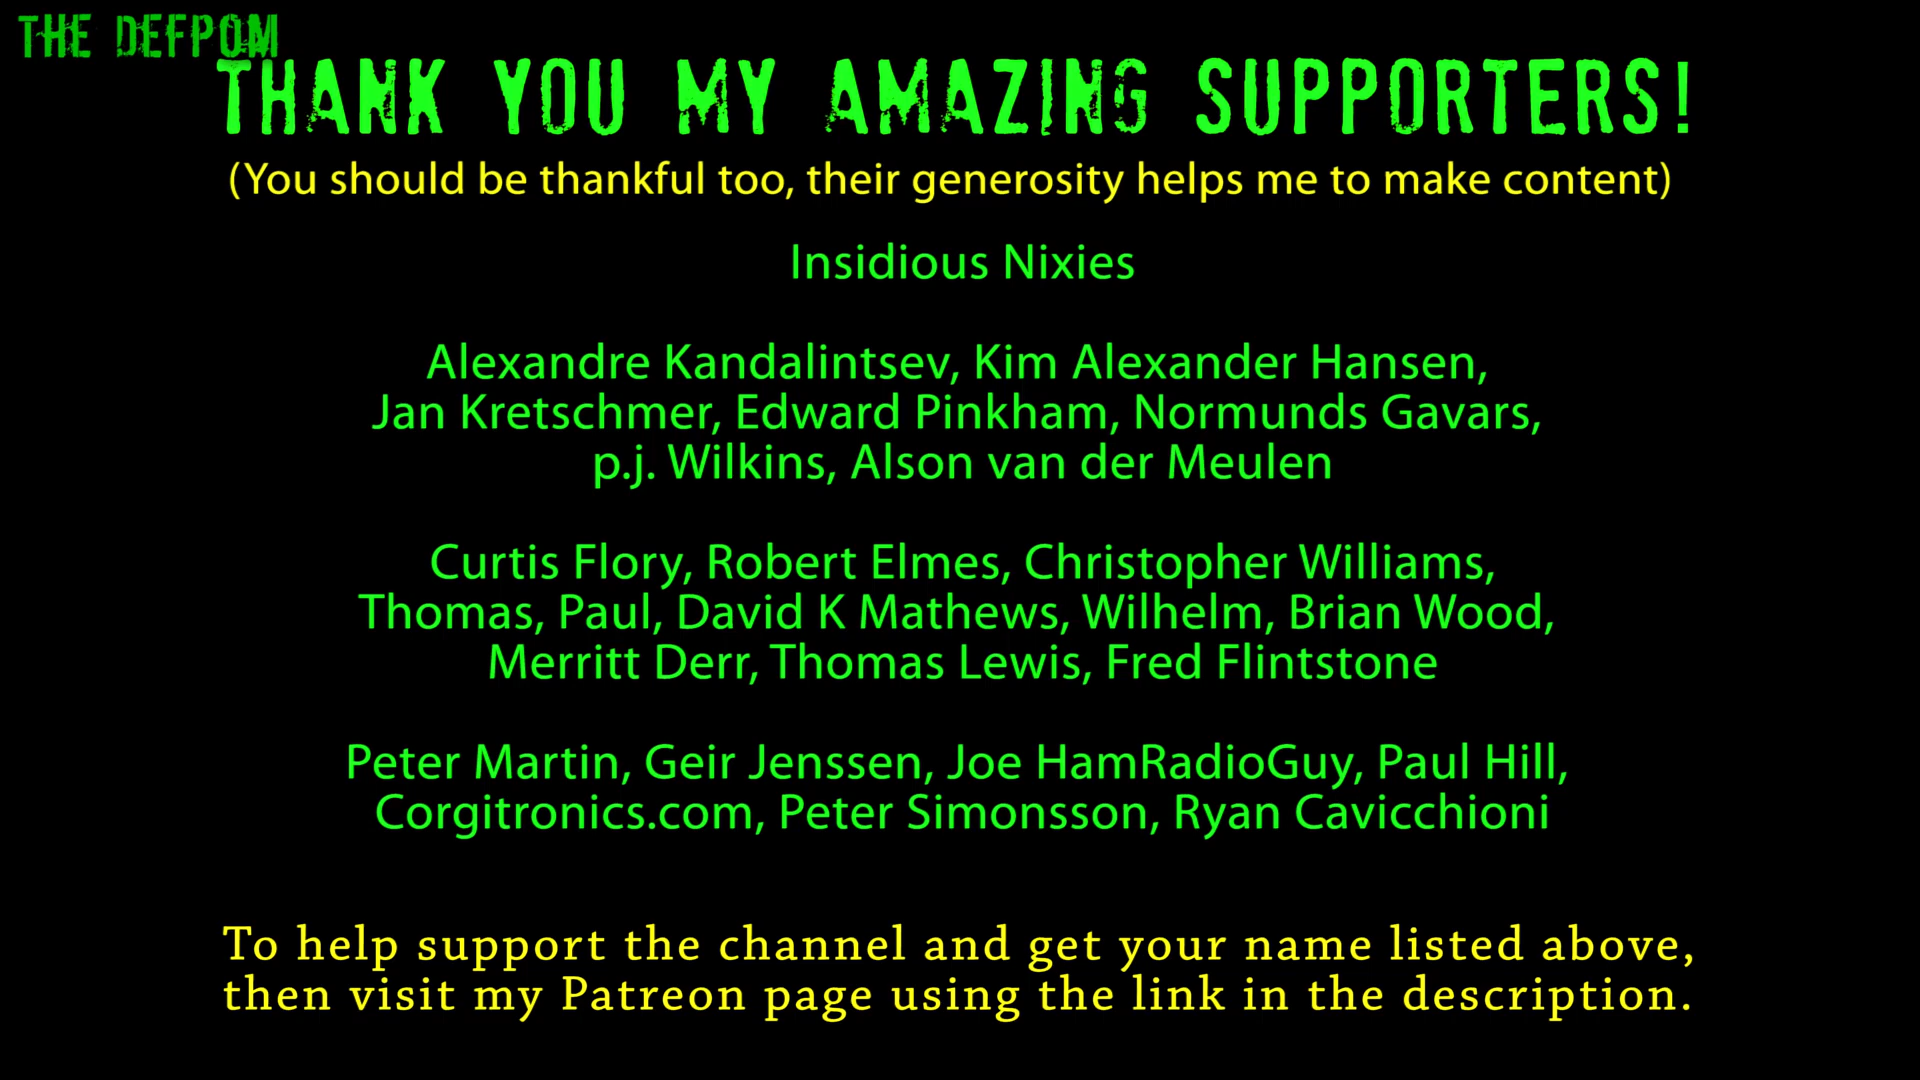 THE DEFPOM
THANK YOU MY AMAZING SUPPORTERS!
(You should be thankful too, their generosity helps me to make content)
Insidious Nixies
Alexandre Kandalintsev, Kim Alexander Hansen,
Jan Kretschmer, Edward Pinkham, Normunds Gavars,
p.j. Wilkins, Alson van der Meulen
Curtis Flory, Robert Elmes, Christopher Williams,
Thomas, Paul, David K Mathews, Wilhelm, Brian Wood,
Merritt Derr, Thomas Lewis, Fred Flintstone
Peter Martin, Geir Jenssen, Joe HamRadioGuy, Paul Hill,
Corgitronics.com, Peter Simonsson, Ryan Cavicchioni
To help support the channel and get your name listed above,
then visit my Patreon page using the link in the description.